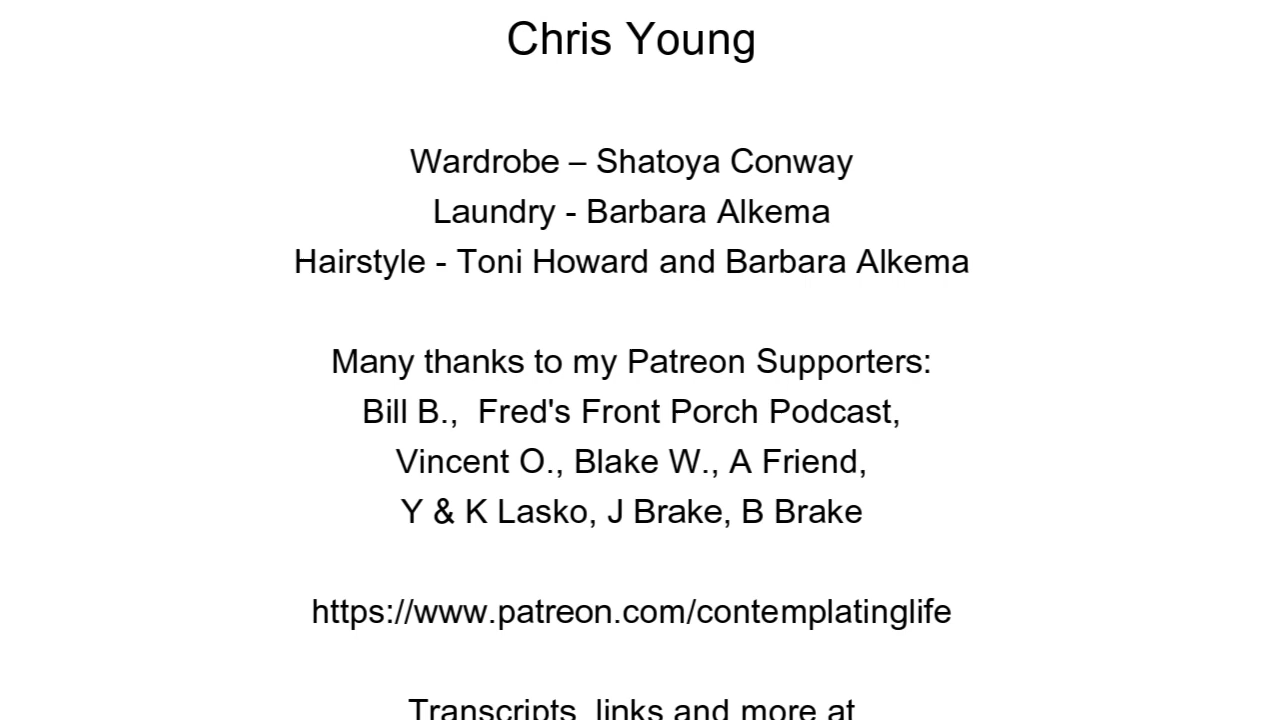 Chris Young
Wardrobe – Shatoya Conway
Laundry - Barbara Alkema
Hairstyle - Toni Howard and Barbara Alkema
Many thanks to my Patreon Supporters:
Bill B.,  Fred's Front Porch Podcast,
Vincent O., Blake W., A Friend,
Y & K Lasko, J Brake, B Brake
https://www.patreon.com/contemplatinglife
Transcripts, links and more at